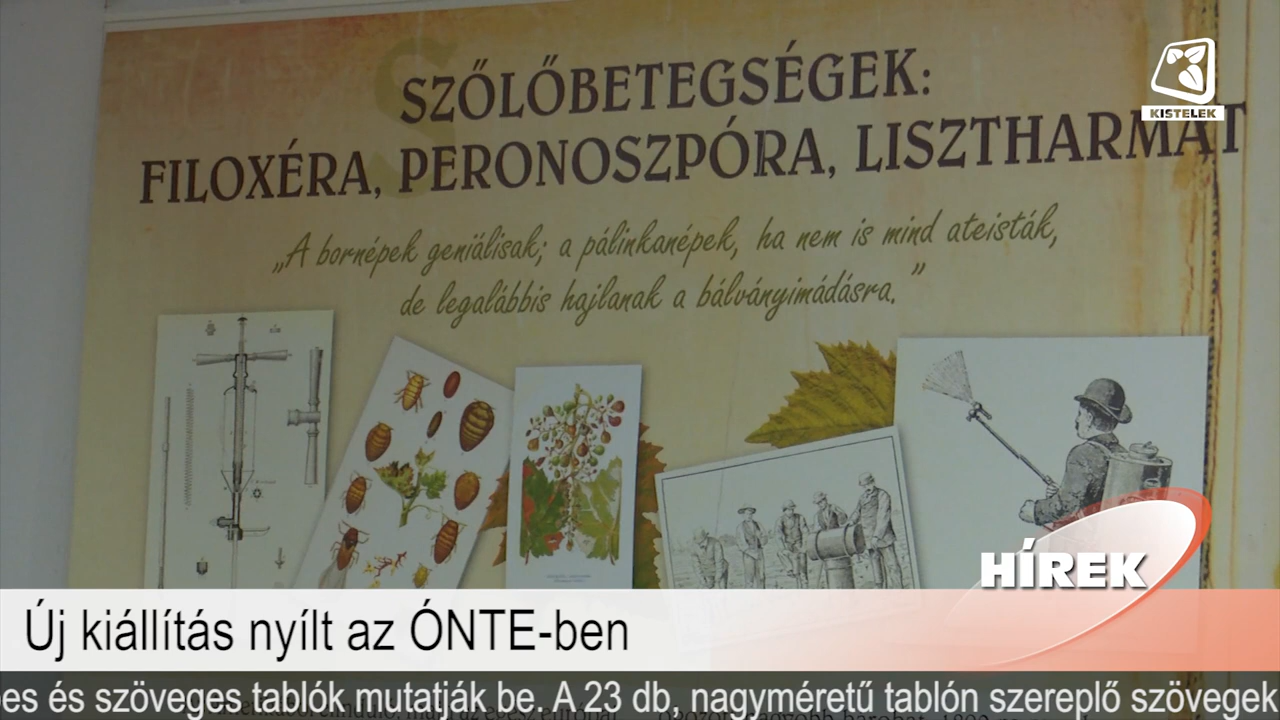 SZŐLŐBETEGSÉGEK:
FILOXÉRA, PERONOSZPÓRA, LISZTHARMAT
KISTELEK
„A bornépek geniálisak; a pálinkanépek, ha nem is mind ateisták,
de legalábbis hajlanak a bálványimádásra.”
HÍREK
Új kiállítás nyílt az ÓNTE-ben
es és szöveges tablók mutatják be. A 23 db, nagyméretű tablón szereplő szövegek